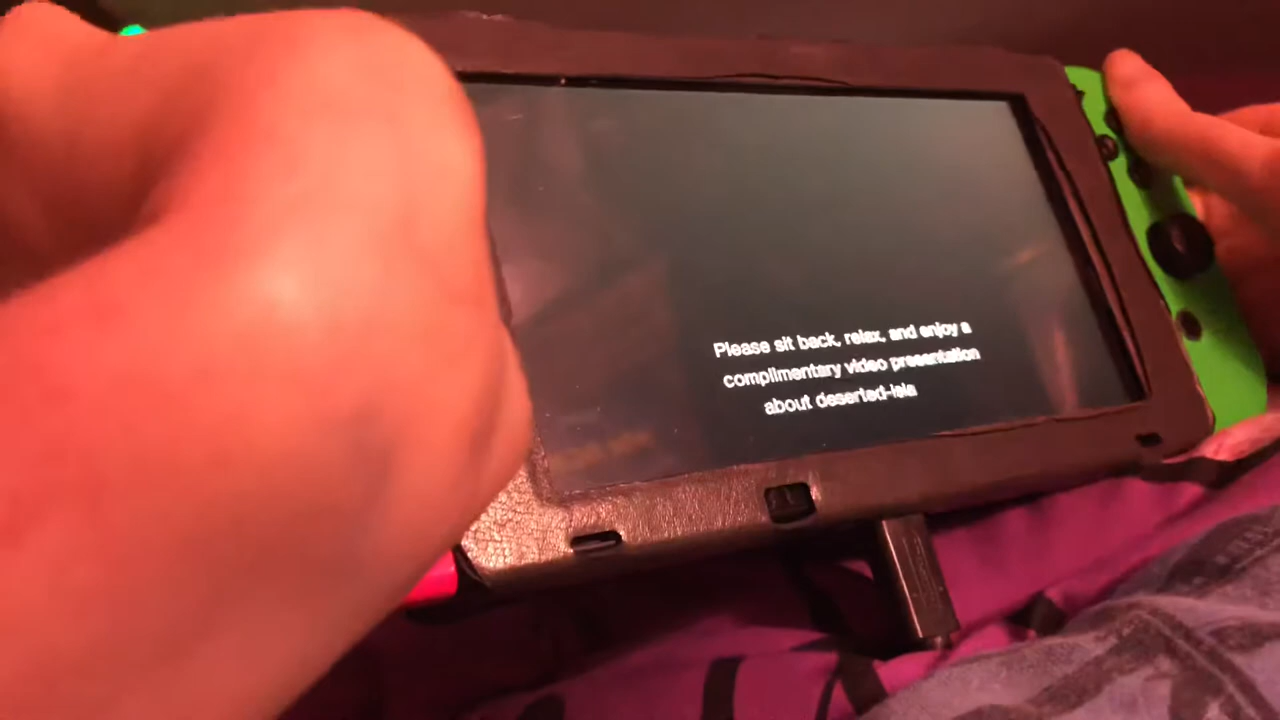 Please sit back, relax, and enjoy a
complimentary video presentation
about deserted-isla